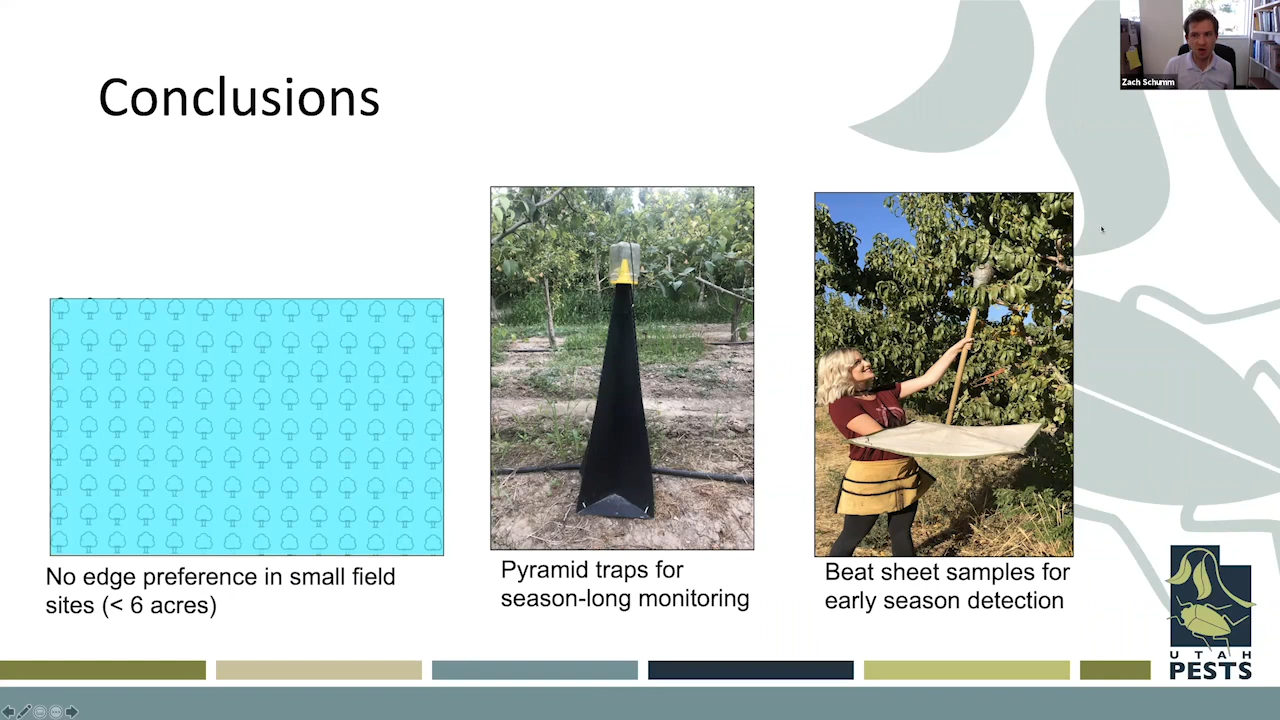 Conclusions
Zach Schumm
No edge preference in small field
sites (< 6 acres)
Pyramid traps for
season-long monitoring
Beat sheet samples for
early season detection
UTAH
PESTS